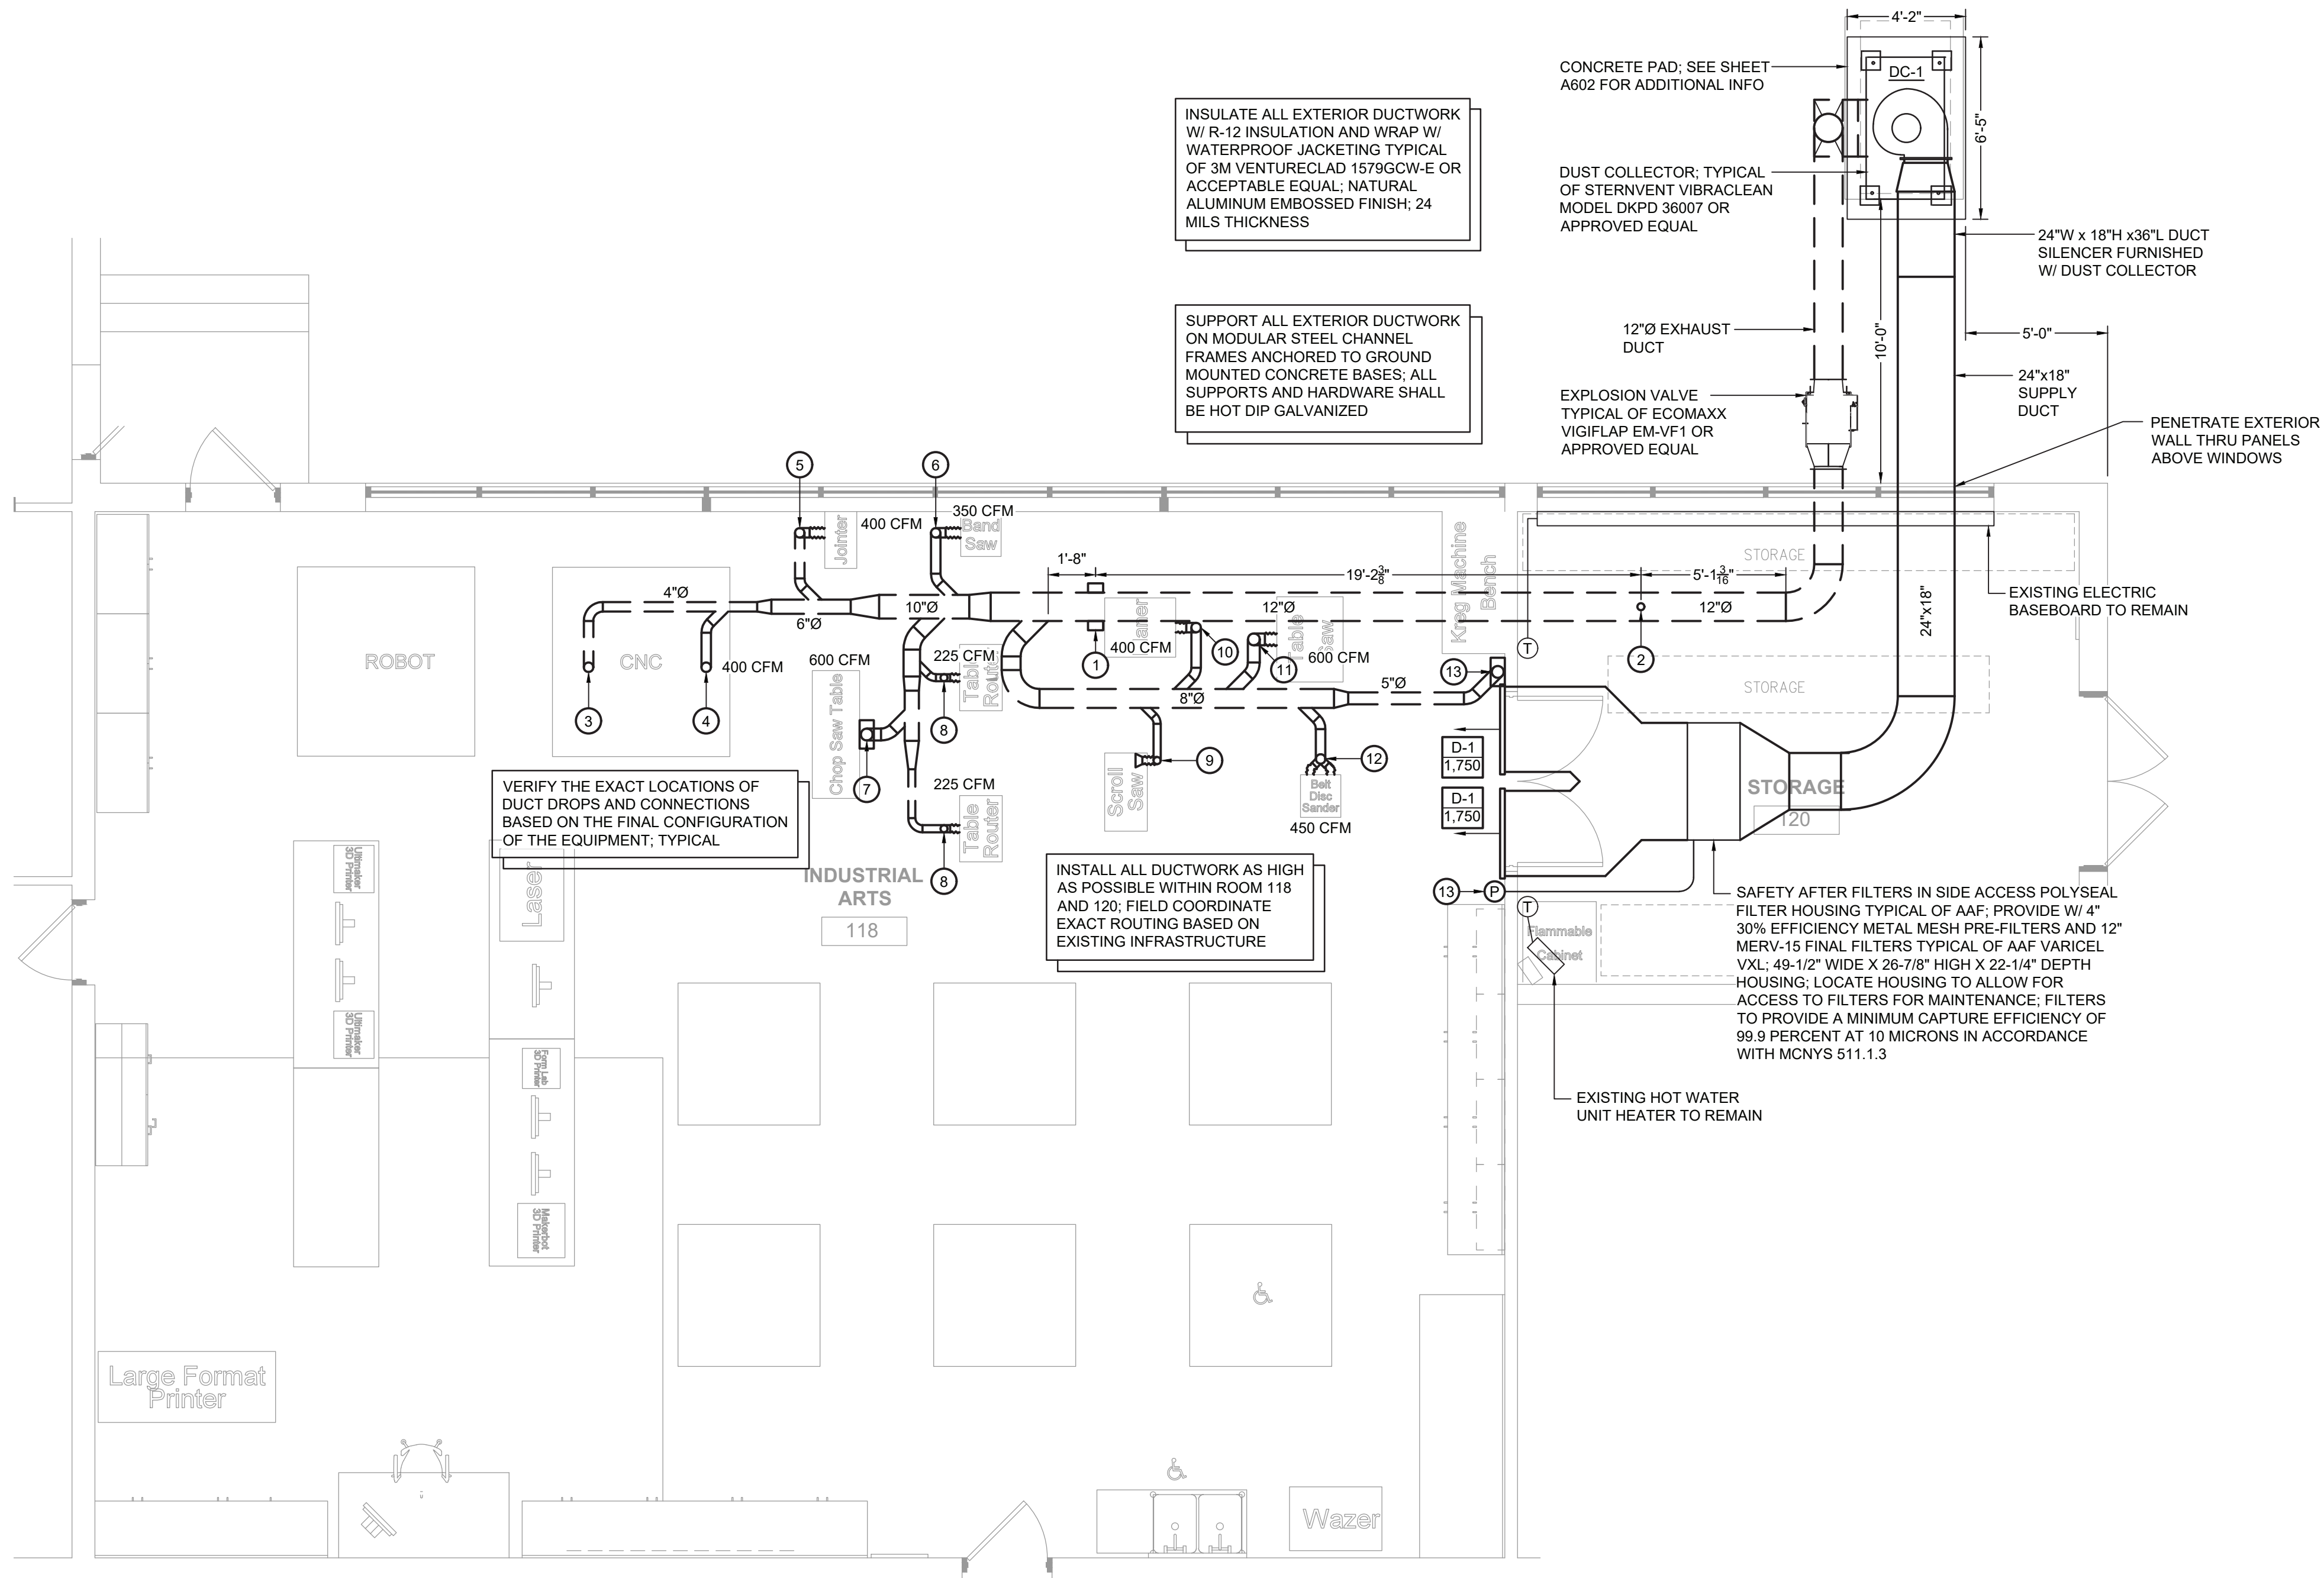 4'-2"
CONCRETE PAD; SEE SHEET
A602 FOR ADDITIONAL INFO
DC-1
6'-5"
INSULATE ALL EXTERIOR DUCTWORK
W/ R-12 INSULATION AND WRAP W/
WATERPROOF JACKETING TYPICAL
OF 3M VENTURECLAD 1579GCW-E OR
ACCEPTABLE EQUAL; NATURAL
ALUMINUM EMBOSSED FINISH; 24
MILS THICKNESS
DUST COLLECTOR; TYPICAL
OF STERNVENT VIBRACLEAN
MODEL DKPD 36007 OR
APPROVED EQUAL
24"W x 18"H x36"L DUCT
SILENCER FURNISHED
W/ DUST COLLECTOR
SUPPORT ALL EXTERIOR DUCTWORK
ON MODULAR STEEL CHANNEL
FRAMES ANCHORED TO GROUND
MOUNTED CONCRETE BASES; ALL
SUPPORTS AND HARDWARE SHALL
BE HOT DIP GALVANIZED
12"Ø EXHAUST
DUCT
10'-0"
5'-0"
24"x18"
SUPPLY
DUCT
EXPLOSION VALVE
TYPICAL OF ECOMAXX
VIGIFLAP EM-VF1 OR
APPROVED EQUAL
PENETRATE EXTERIOR
WALL THRU PANELS
ABOVE WINDOWS
5
6
400 CFM
350 CFM
Jointer
Band
Saw
Kreg Machine
Bench
STORAGE
1'-8"
19'-2 3/8"
5'-1 3/16"
EXISTING ELECTRIC
BASEBOARD TO REMAIN
4"Ø
6"Ø
10"Ø
12"Ø
12"Ø
24"x18"
ROBOT
CNC
400 CFM
600 CFM
225 CFM
Table
Router
1
400 CFM
10
11
Table
Saw
600 CFM
T
2
13
STORAGE
3
4
8
8"Ø
5"Ø
Chop Saw Table
7
Scroll
Saw
9
12
Belt
Disc
Sander
450 CFM
D-1
1,750
D-1
1,750
STORAGE
120
VERIFY THE EXACT LOCATIONS OF
DUCT DROPS AND CONNECTIONS
BASED ON THE FINAL CONFIGURATION
OF THE EQUIPMENT; TYPICAL
225 CFM
Table
Router
8
INDUSTRIAL
ARTS
118
INSTALL ALL DUCTWORK AS HIGH
AS POSSIBLE WITHIN ROOM 118
AND 120; FIELD COORDINATE
EXACT ROUTING BASED ON
EXISTING INFRASTRUCTURE
13
P
T
Flammable
Cabinet
SAFETY AFTER FILTERS IN SIDE ACCESS POLYSEAL
FILTER HOUSING TYPICAL OF AAF; PROVIDE W/ 4"
30% EFFICIENCY METAL MESH PRE-FILTERS AND 12"
MERV-15 FINAL FILTERS TYPICAL OF AAF VARICEL
VXL; 49-1/2" WIDE X 26-7/8" HIGH X 22-1/4" DEPTH
HOUSING; LOCATE HOUSING TO ALLOW FOR
ACCESS TO FILTERS FOR MAINTENANCE; FILTERS
TO PROVIDE A MINIMUM CAPTURE EFFICIENCY OF
99.9 PERCENT AT 10 MICRONS IN ACCORDANCE
WITH MCNYS 511.1.3
EXISTING HOT WATER
UNIT HEATER TO REMAIN
Ultimaker
3D Printer
Laser
Ultimaker
3D Printer
Form Lab
3D Printer
Makerbot
3D Printer
Large Format
Printer
Wazer